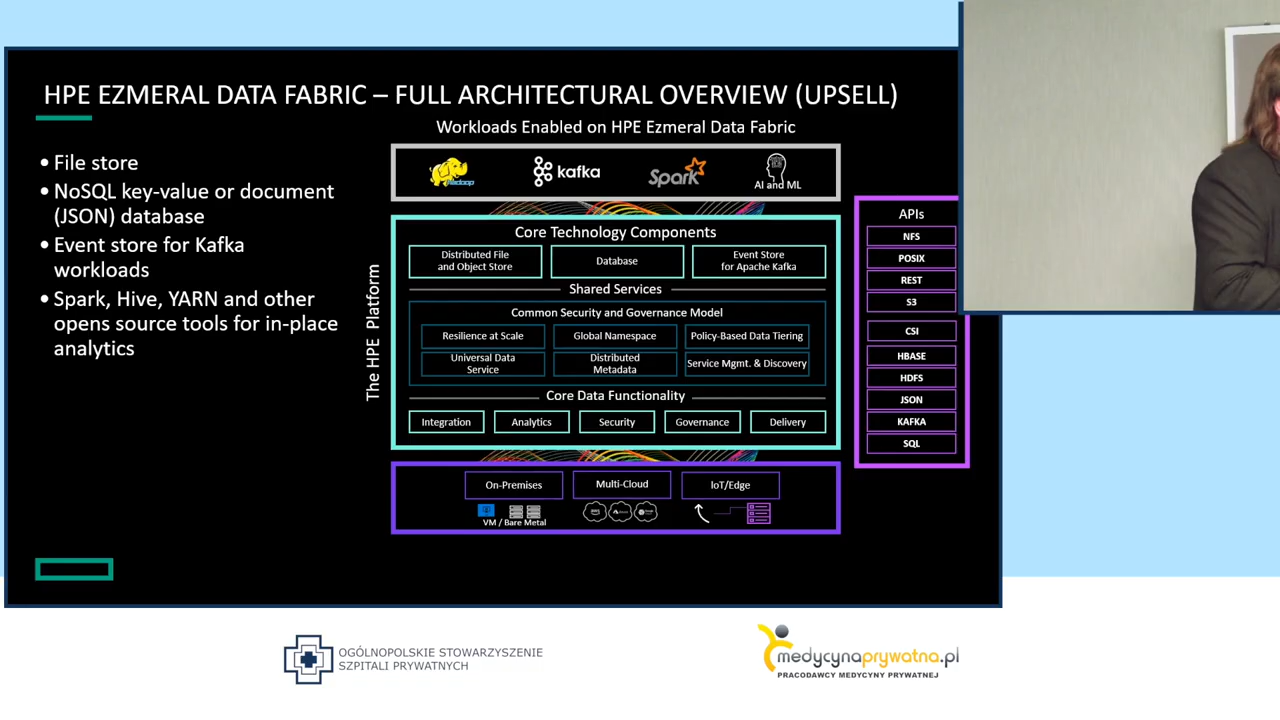 HPE EZMERAL DATA FABRIC – FULL ARCHITECTURAL OVERVIEW (UPSELL)
Workloads Enabled on HPE Ezmeral Data Fabric
• File store
• NoSQL key-value or document
(JSON) database
• Event store for Kafka
workloads
• Spark, Hive, YARN and other
opens source tools for in-place
analytics
hadoop
kafka
Spark
AI and ML
The HPE Platform
Core Technology Components
Distributed File
and Object Store
Database
Event Store
for Apache Kafka
Shared Services
Common Security and Governance Model
Resilience at Scale
Global Namespace
Policy-Based Data Tiering
Universal Data
Service
Distributed
Metadata
Service Mgmt. & Discovery
Core Data Functionality
Integration
Analytics
Security
Governance
Delivery
On-Premises
Multi-Cloud
IoT/Edge
VM / Bare Metal
APIs
NFS
POSIX
REST
S3
CSI
HBASE
HDFS
JSON
KAFKA
SQL
OGÓLNOPOLSKIE STOWARZYSZENIE
SZPITALI PRYWATNYCH
medycynaprywatna.pl
PRACODAWCY MEDYCYNY PRYWATNEJ